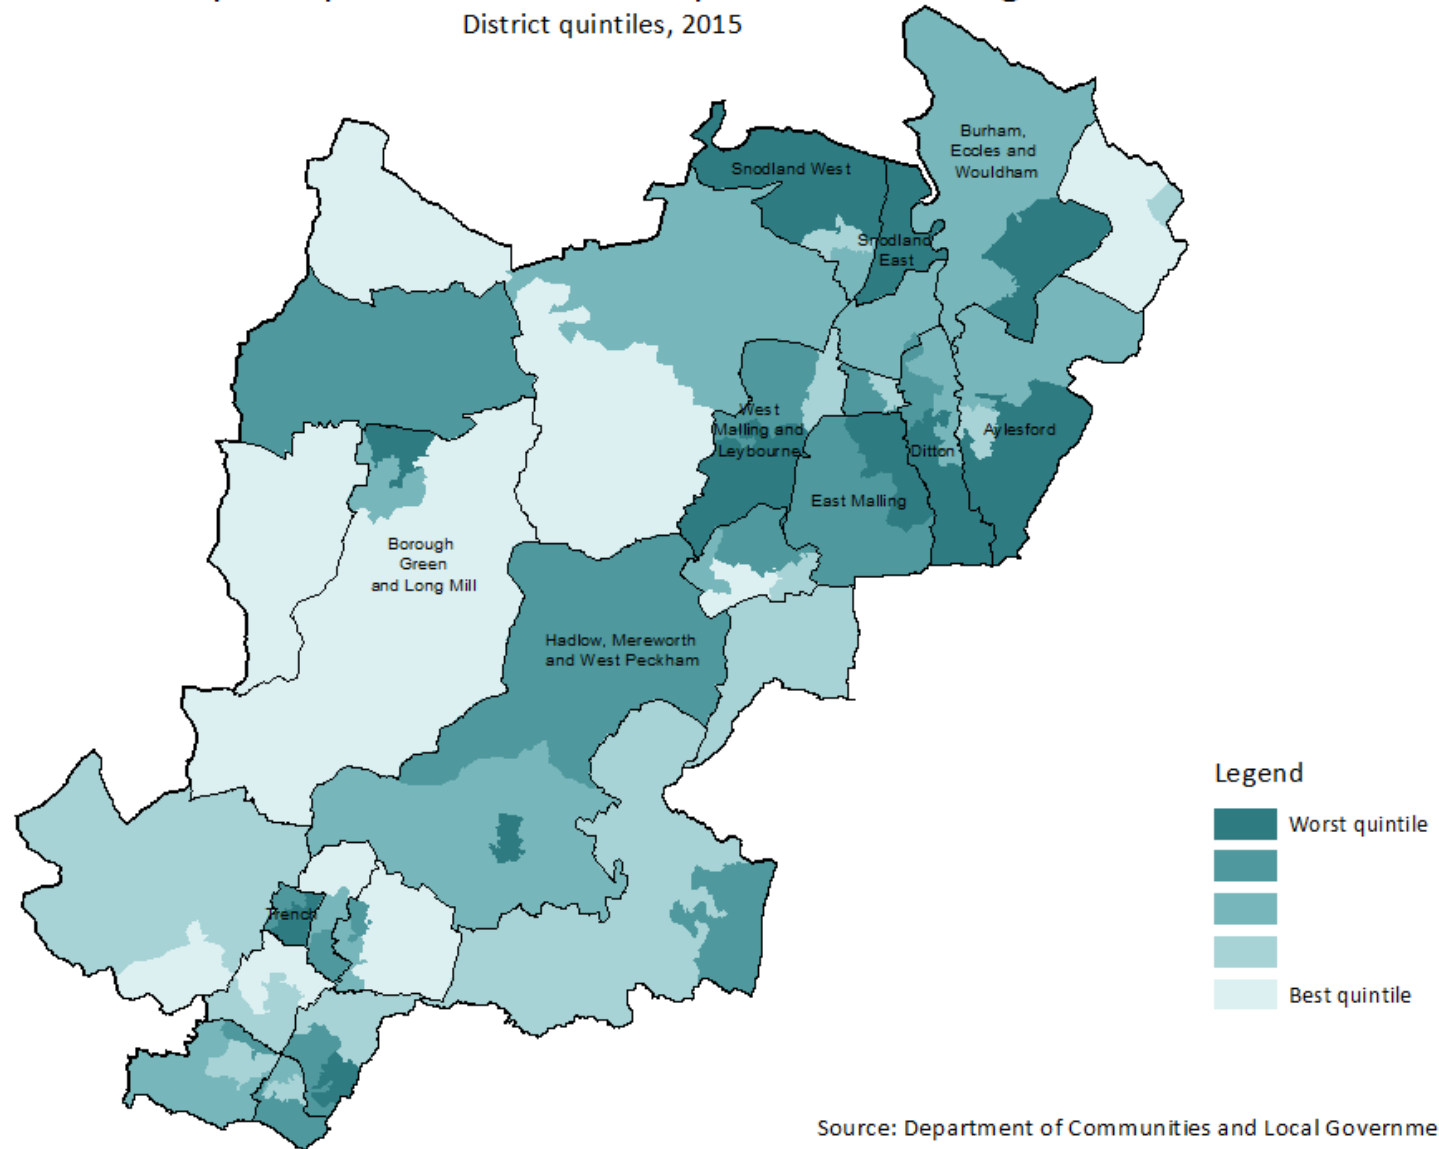 District quintiles, 2015
Burham,
Eccles and
Wouldham
Snodland West
Snodland
East
West
Malling and
Leybourne
Aylesford
Ditton
East Malling
Borough
Green
and Long Mill
Hadlow, Mereworth
and West Peckham
Trench
Legend
Worst quintile
Best quintile
Source: Department of Communities and Local Governme